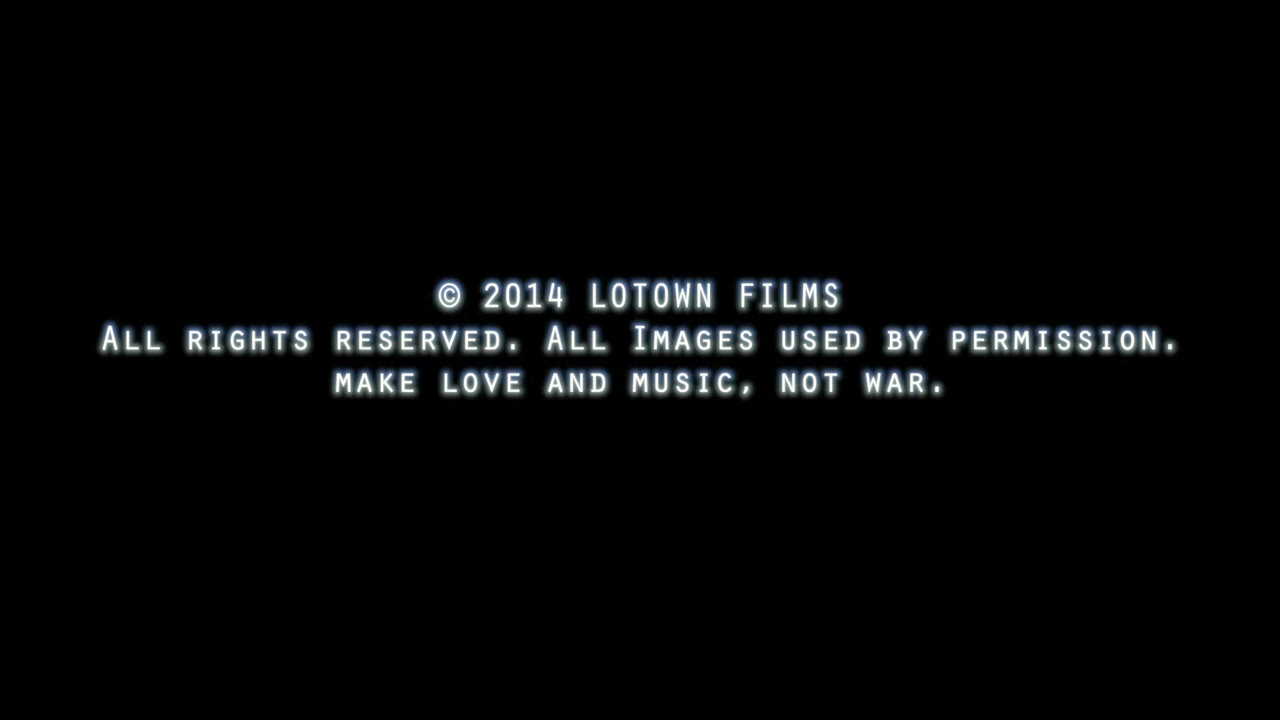 © 2014 LOTOWN FILMS
All rights reserved. All Images used by permission.
make love and music, not war.